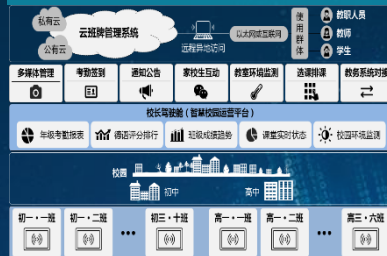 私有云
公有云
云班牌管理系统
远程异地访问
以太网或互联网
使用群体
教职人员
教师
学生
多媒体管理 考勤签到 通知公告 家校生互动 教室环境监测 选课排课 教务系统对接
校长驾驶舱（智慧校园运营平台）
年级考勤报表 德语评分排行 班级成绩趋势 课堂实时状态 校园环境监测
校园
初中 高中
初一·一班 初一·二班 ••• 初三·十班 高一·一班 高一·二班 ••• 高三·六班